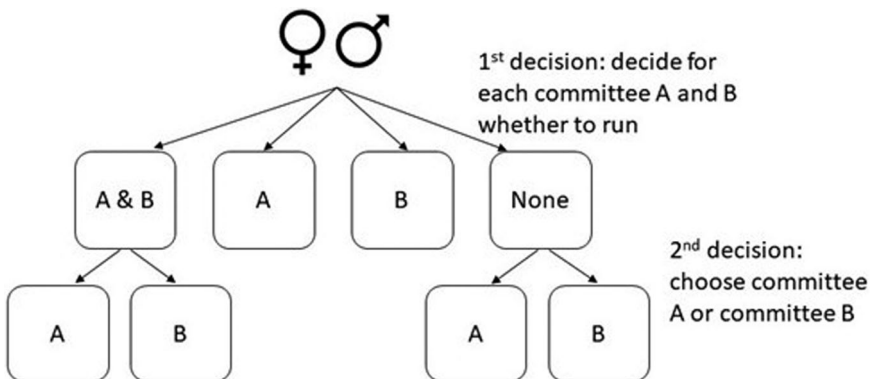 1st decision: decide for
each committee A and B
whether to run
A & B
A
B
None
2nd decision:
choose committee
A or committee B
A
B
A
B